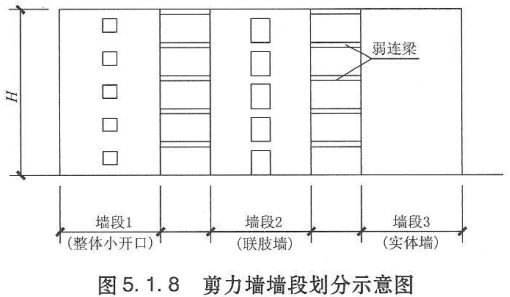 弱连梁
H
墙段1
(整体小开口)
墙段2
(联肢墙)
墙段3
(实体墙)
图5.1.8 剪力墙墙段划分示意图